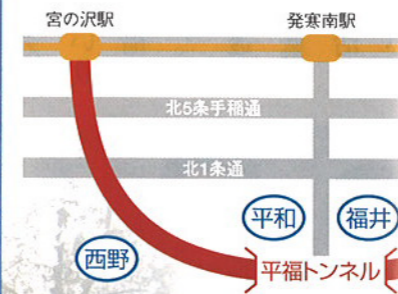 宮の沢駅
発寒南駅
北5条手稲通
北1条通
平和
福井
西野
平福トンネル